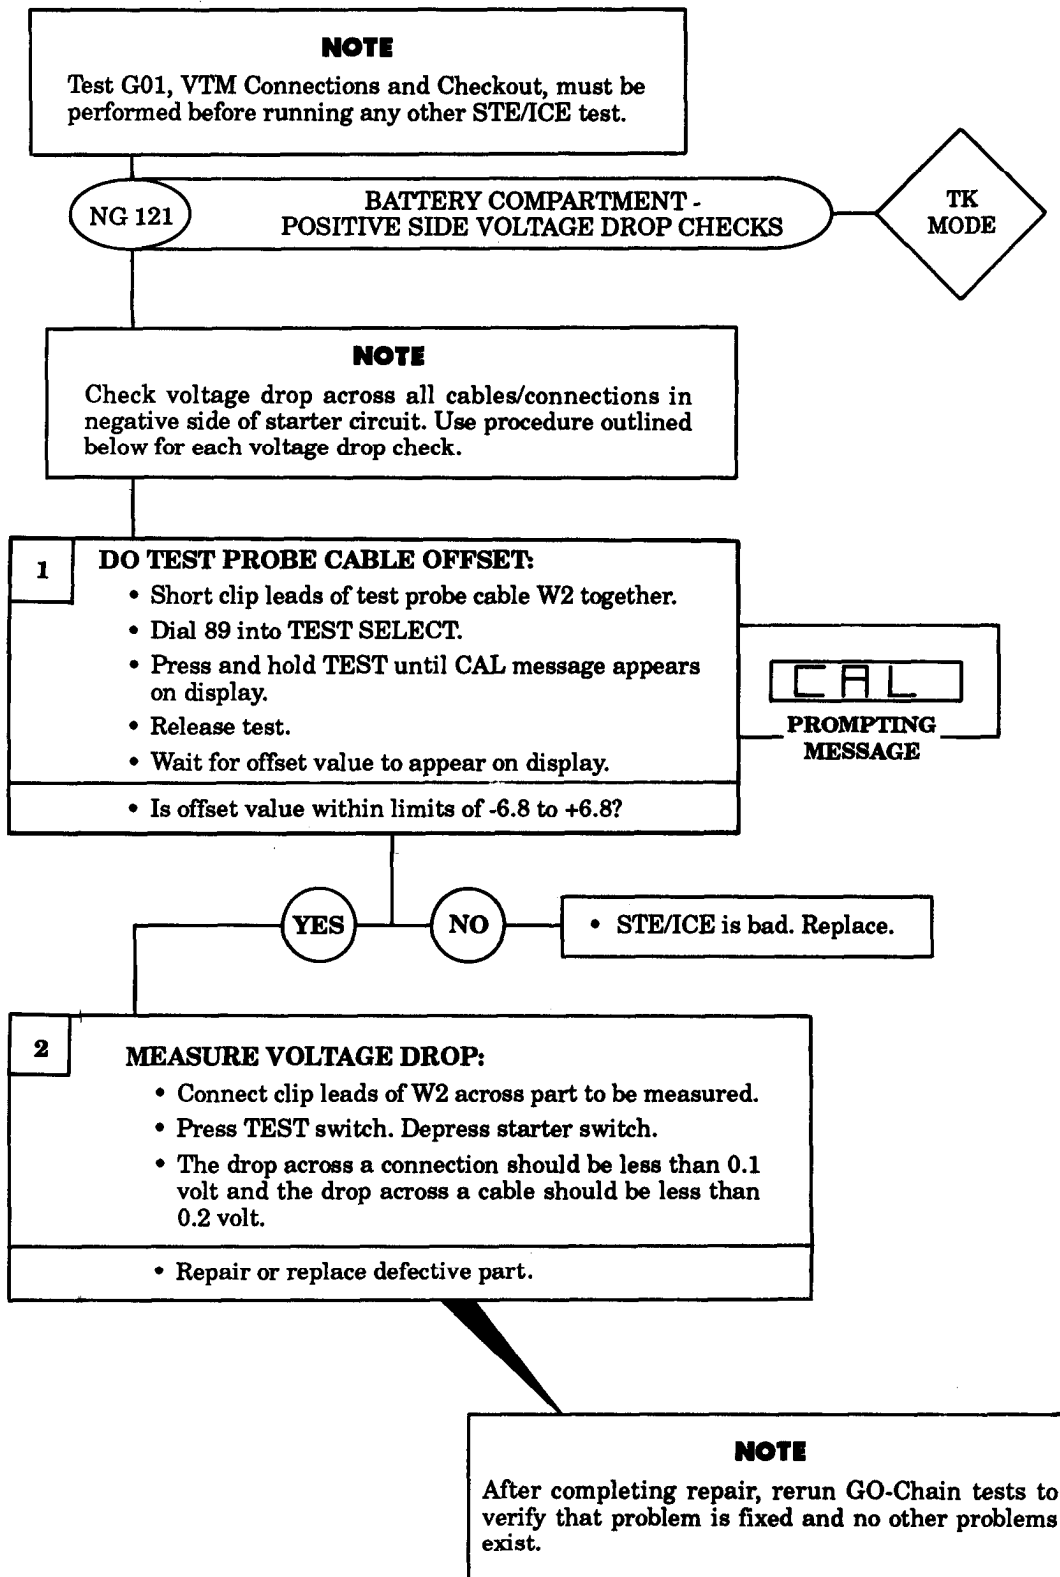 NOTE
Test G01, VTM Connections and Checkout, must be
performed before running any other STE/ICE test.
NG 121
BATTERY COMPARTMENT -
POSITIVE SIDE VOLTAGE DROP CHECKS
TK
MODE
NOTE
Check voltage drop across all cables/connections in
negative side of starter circuit. Use procedure outlined
below for each voltage drop check.
1
DO TEST PROBE CABLE OFFSET:
• Short clip leads of test probe cable W2 together.
• Dial 89 into TEST SELECT.
• Press and hold TEST until CAL message appears
on display.
• Release test.
• Wait for offset value to appear on display.
• Is offset value within limits of -6.8 to +6.8?
CAL
PROMPTING
MESSAGE
YES
NO
• STE/ICE is bad. Replace.
2
MEASURE VOLTAGE DROP:
• Connect clip leads of W2 across part to be measured.
• Press TEST switch. Depress starter switch.
• The drop across a connection should be less than 0.1
volt and the drop across a cable should be less than
0.2 volt.
• Repair or replace defective part.
NOTE
After completing repair, rerun GO-Chain tests to
verify that problem is fixed and no other problems
exist.